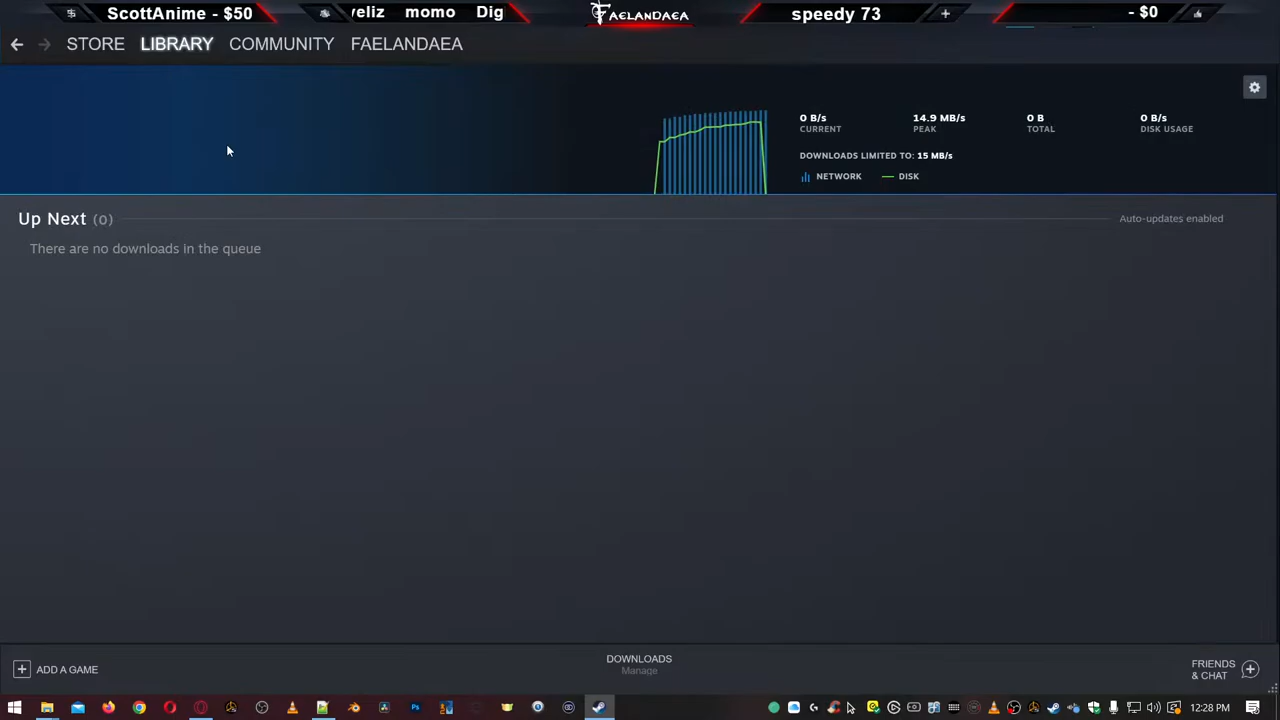 ScottAnime - $50
veliz momo Dig
FAELANDAEA
speedy 73
- $0
STORE LIBRARY COMMUNITY FAELANDAEA
0 B/s 14.9 MB/s 0 B 0 B/s
CURRENT PEAK TOTAL DISK USAGE
DOWNLOADS LIMITED TO: 15 MB/s
NETWORK DISK
Up Next (0)
Auto-updates enabled
There are no downloads in the queue
ADD A GAME
DOWNLOADS
Manage
FRIENDS
& CHAT
12:28 PM